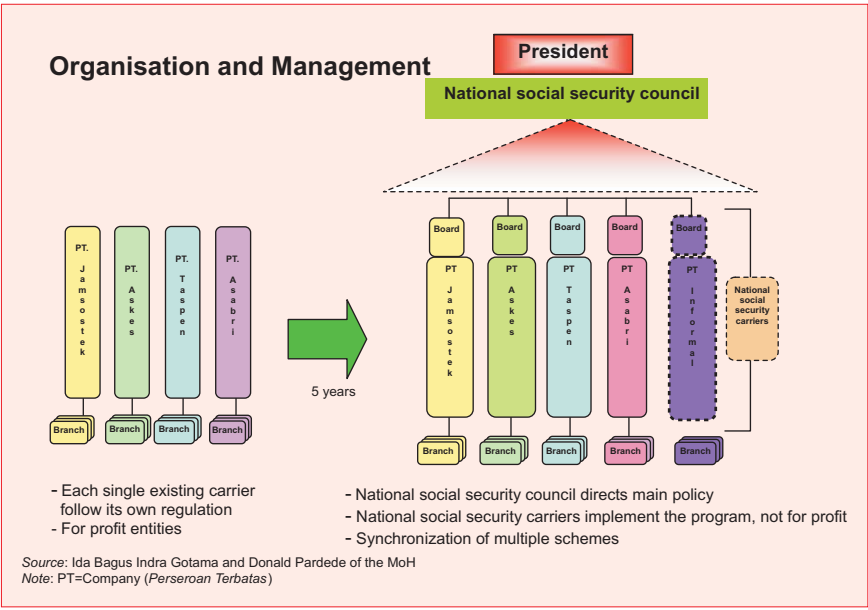 Organisation and Management
President
National social security council
PT.
Jamsostek
PT.
Askes
PT.
Taspen
PT.
Asabri
Branch
Branch
Branch
Branch
5 years
Board
Board
Board
Board
Board
PT
Jamsostek
PT
Askes
PT
Taspen
PT
Asabri
PT
Informal
National
social
security
carriers
Branch
Branch
Branch
Branch
Branch
- Each single existing carrier
follow its own regulation
- For profit entities
- National social security council directs main policy
- National social security carriers implement the program, not for profit
- Synchronization of multiple schemes
Source: Ida Bagus Indra Gotama and Donald Pardede of the MoH
Note: PT=Company (Perseroan Terbatas)